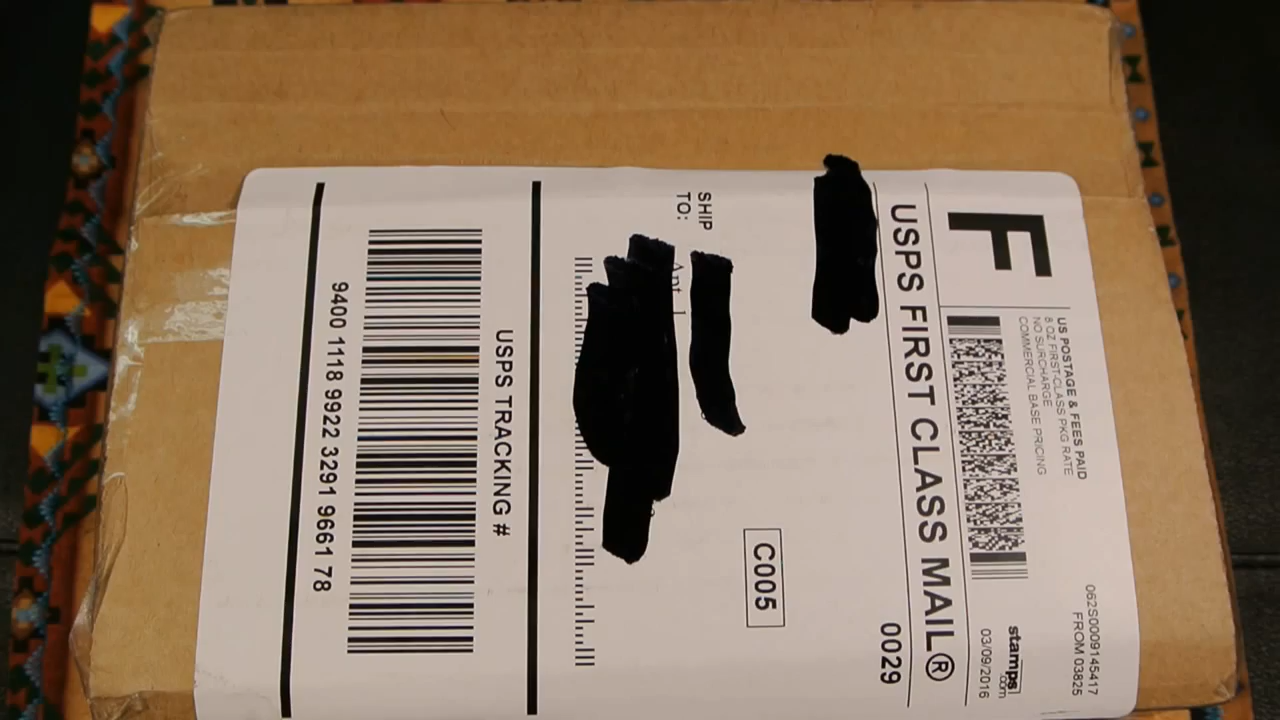 F
US POSTAGE & FEES PAID
8 OZ FIRST-CLASS PKG RATE
NO SURCHARGE
COMMERCIAL BASE PRICING
062S0009145417
FROM 03825
stamps
.com
03/09/2016
USPS FIRST CLASS MAIL®
0029
C005
SHIP
TO:
Apt
USPS TRACKING #
9400 1118 9922 3291 9661 78